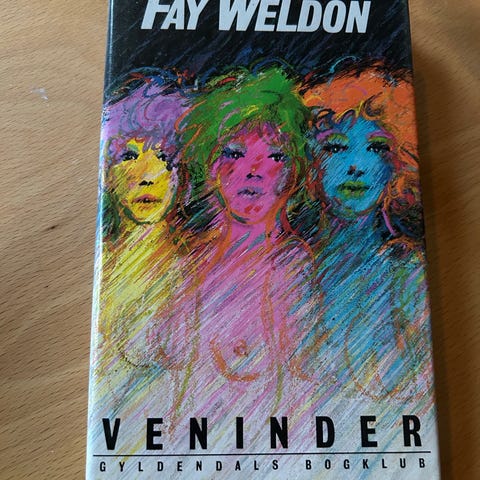 FAY WELDON
VENINDER
GYLDENDALS BOGKLUB